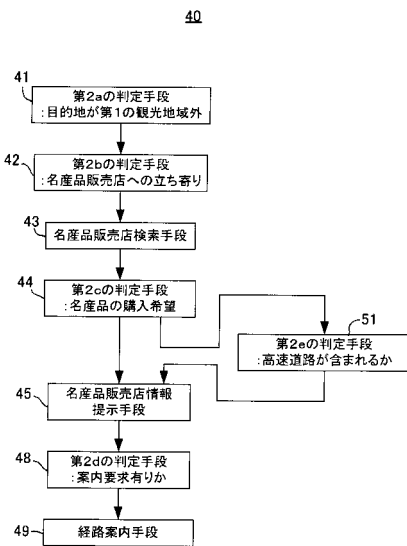 40
41
第2aの判定手段
:目的地が第1の観光地域外
42
第2bの判定手段
:名産品販売店への立ち寄り
43
名産品販売店検索手段
44
第2cの判定手段
:名産品の購入希望
51
第2eの判定手段
:高速道路が含まれるか
45
名産品販売店情報
提示手段
48
第2dの判定手段
:案内要求有りか
49
経路案内手段